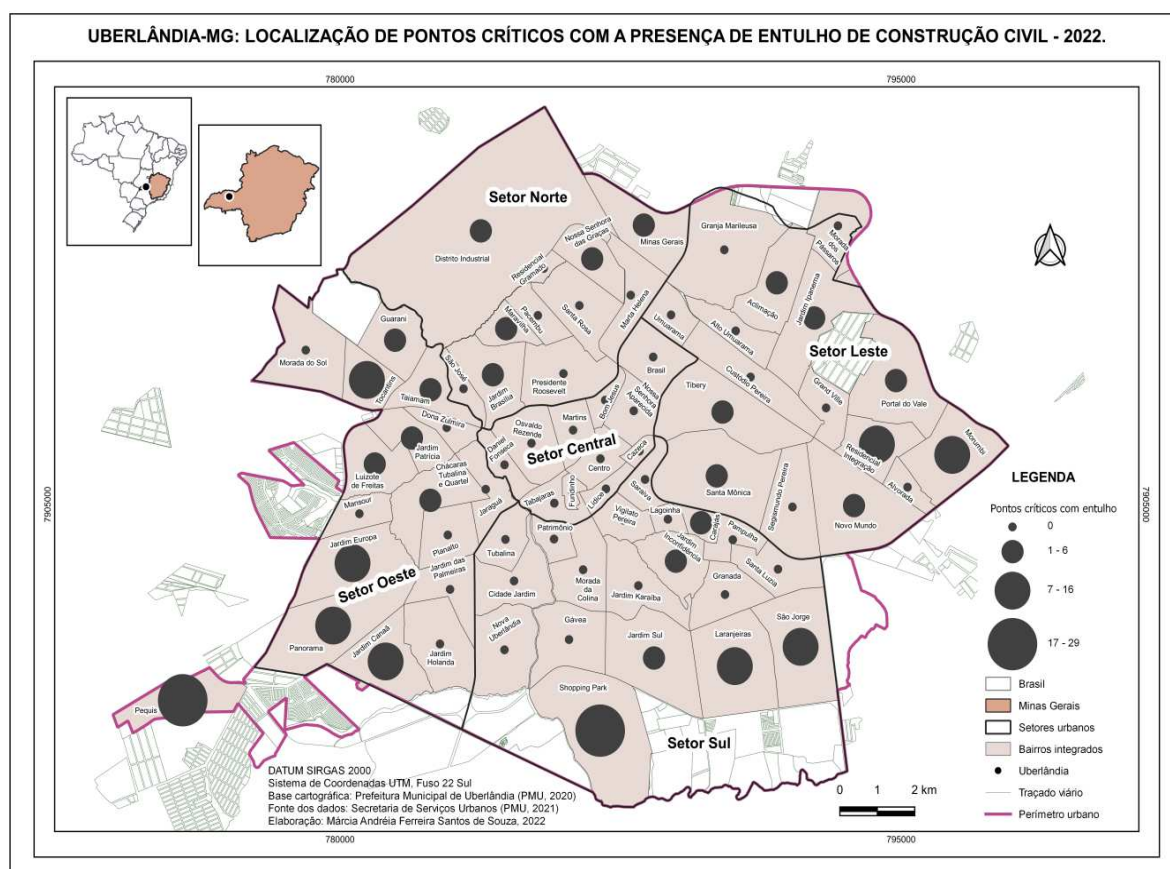 UBERLÂNDIA-MG: LOCALIZAÇÃO DE PONTOS CRÍTICOS COM A PRESENÇA DE ENTULHO DE CONSTRUÇÃO CIVIL - 2022.
780000
795000
Setor Norte
Nossa Senhora
das Graças
Minas Gerais
Granja Marileusa
Morada
dos
Pássaros
Distrito Industrial
Residencial
Gramado
Aclimação
Jardim Ipanema
Guarani
Maravilha
Pacembu
Santa Rosa
Marta Helena
Umuarama
Alto Umuarama
Setor Leste
Morada do Sol
Tocantins
São José
Jardim
Brasília
Presidente
Roosevelt
Brasil
Tibery
Custódio Pereira
Grand Ville
Portal do Vale
Taiamam
Dona Zulmira
Bom Jesus
Nossa
Senhora
Aparecida
Martins
Osvaldo
Rezende
Daniel
Fonseca
Setor Central
Cazeca
Centro
Residencial
Integração
Morumbi
Alvorada
Jardim
Patrícia
Luizote
de Freitas
Chácaras
Tubalina
e Quartel
Jaraguá
Tabajaras
Fundinho
Lídice
Saraiva
Santa Mônica
Segismundo Pereira
Novo Mundo
Mansour
Vigilato
Pereira
Lagoinha
Carajás
Pampulha
Jardim
Inconfidência
Santa Luzia
Patrimônio
Jardim Europa
Planalto
Tubalina
Jardim das
Palmeiras
Setor Oeste
Cidade Jardim
Morada
da
Colina
Jardim Karaíba
Granada
São Jorge
Panorama
Jardim Canaã
Jardim
Holanda
Nova
Uberlândia
Gávea
Jardim Sul
Laranjeiras
Pequis
Shopping Park
Setor Sul
7905000
7905000
LEGENDA
Pontos críticos com entulho
0
1 - 6
7 - 16
17 - 29
Brasil
Minas Gerais
Setores urbanos
Bairros integrados
Uberlândia
Traçado viário
Perímetro urbano
DATUM SIRGAS 2000
Sistema de Coordenadas UTM, Fuso 22 Sul
Base cartográfica: Prefeitura Municipal de Uberlândia (PMU, 2020)
Fonte dos dados: Secretaria de Serviços Urbanos (PMU, 2021)
Elaboração: Márcia Andréia Ferreira Santos de Souza, 2022
0 1 2 km
780000
795000